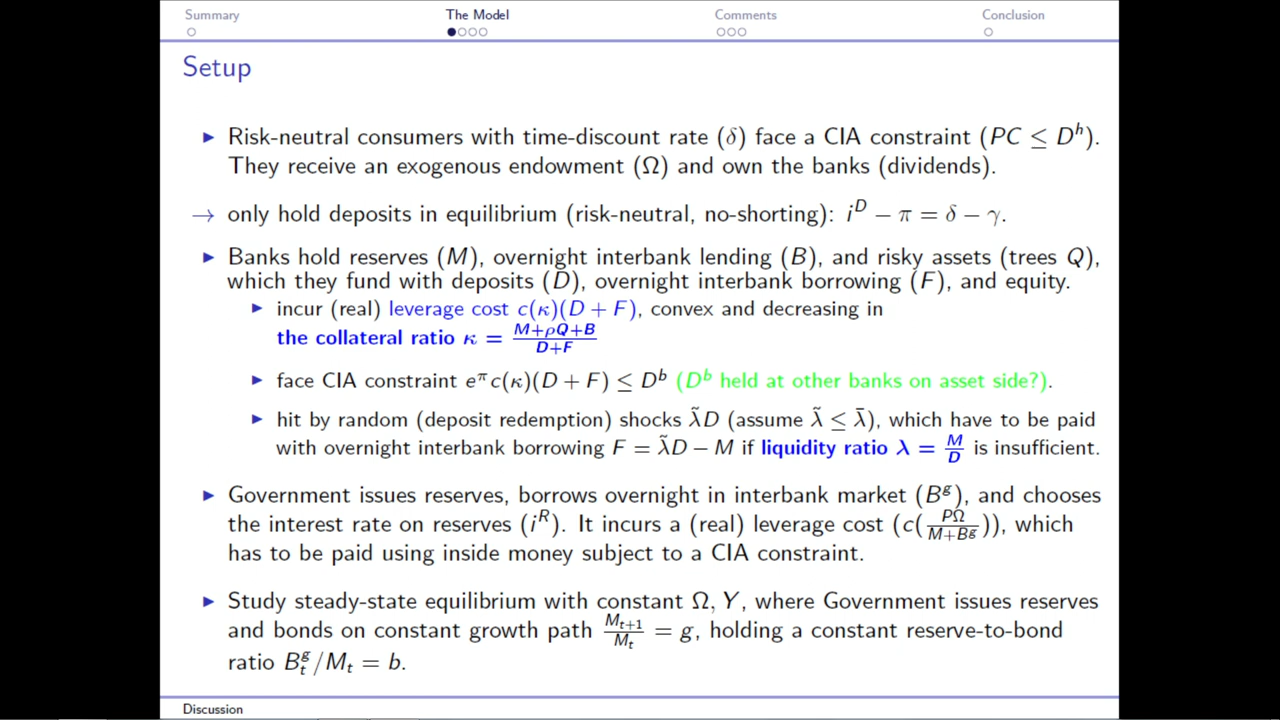 Summary The Model Comments Conclusion
Setup
▶ Risk-neutral consumers with time-discount rate (δ) face a CIA constraint (PC ≤ Dʰ).
They receive an exogenous endowment (Ω) and own the banks (dividends).
→ only hold deposits in equilibrium (risk-neutral, no-shorting): iᴰ − π = δ − γ.
▶ Banks hold reserves (M), overnight interbank lending (B), and risky assets (trees Q),
which they fund with deposits (D), overnight interbank borrowing (F), and equity.
▶ incur (real) leverage cost c(κ)(D + F), convex and decreasing in
the collateral ratio κ = (M+ρQ+B)/(D+F)
▶ face CIA constraint e^π c(κ)(D + F) ≤ Dᵇ (Dᵇ held at other banks on asset side?).
▶ hit by random (deposit redemption) shocks λ̃D (assume λ̃ ≤ λ̄), which have to be paid
with overnight interbank borrowing F = λ̃D − M if liquidity ratio λ = M/D is insufficient.
▶ Government issues reserves, borrows overnight in interbank market (Bᵍ), and chooses
the interest rate on reserves (iᴿ). It incurs a (real) leverage cost (c(PΩ/(M+Bᵍ))), which
has to be paid using inside money subject to a CIA constraint.
▶ Study steady-state equilibrium with constant Ω, Y, where Government issues reserves
and bonds on constant growth path M_{t+1}/M_t = g, holding a constant reserve-to-bond
ratio B_t^g/M_t = b.
Discussion